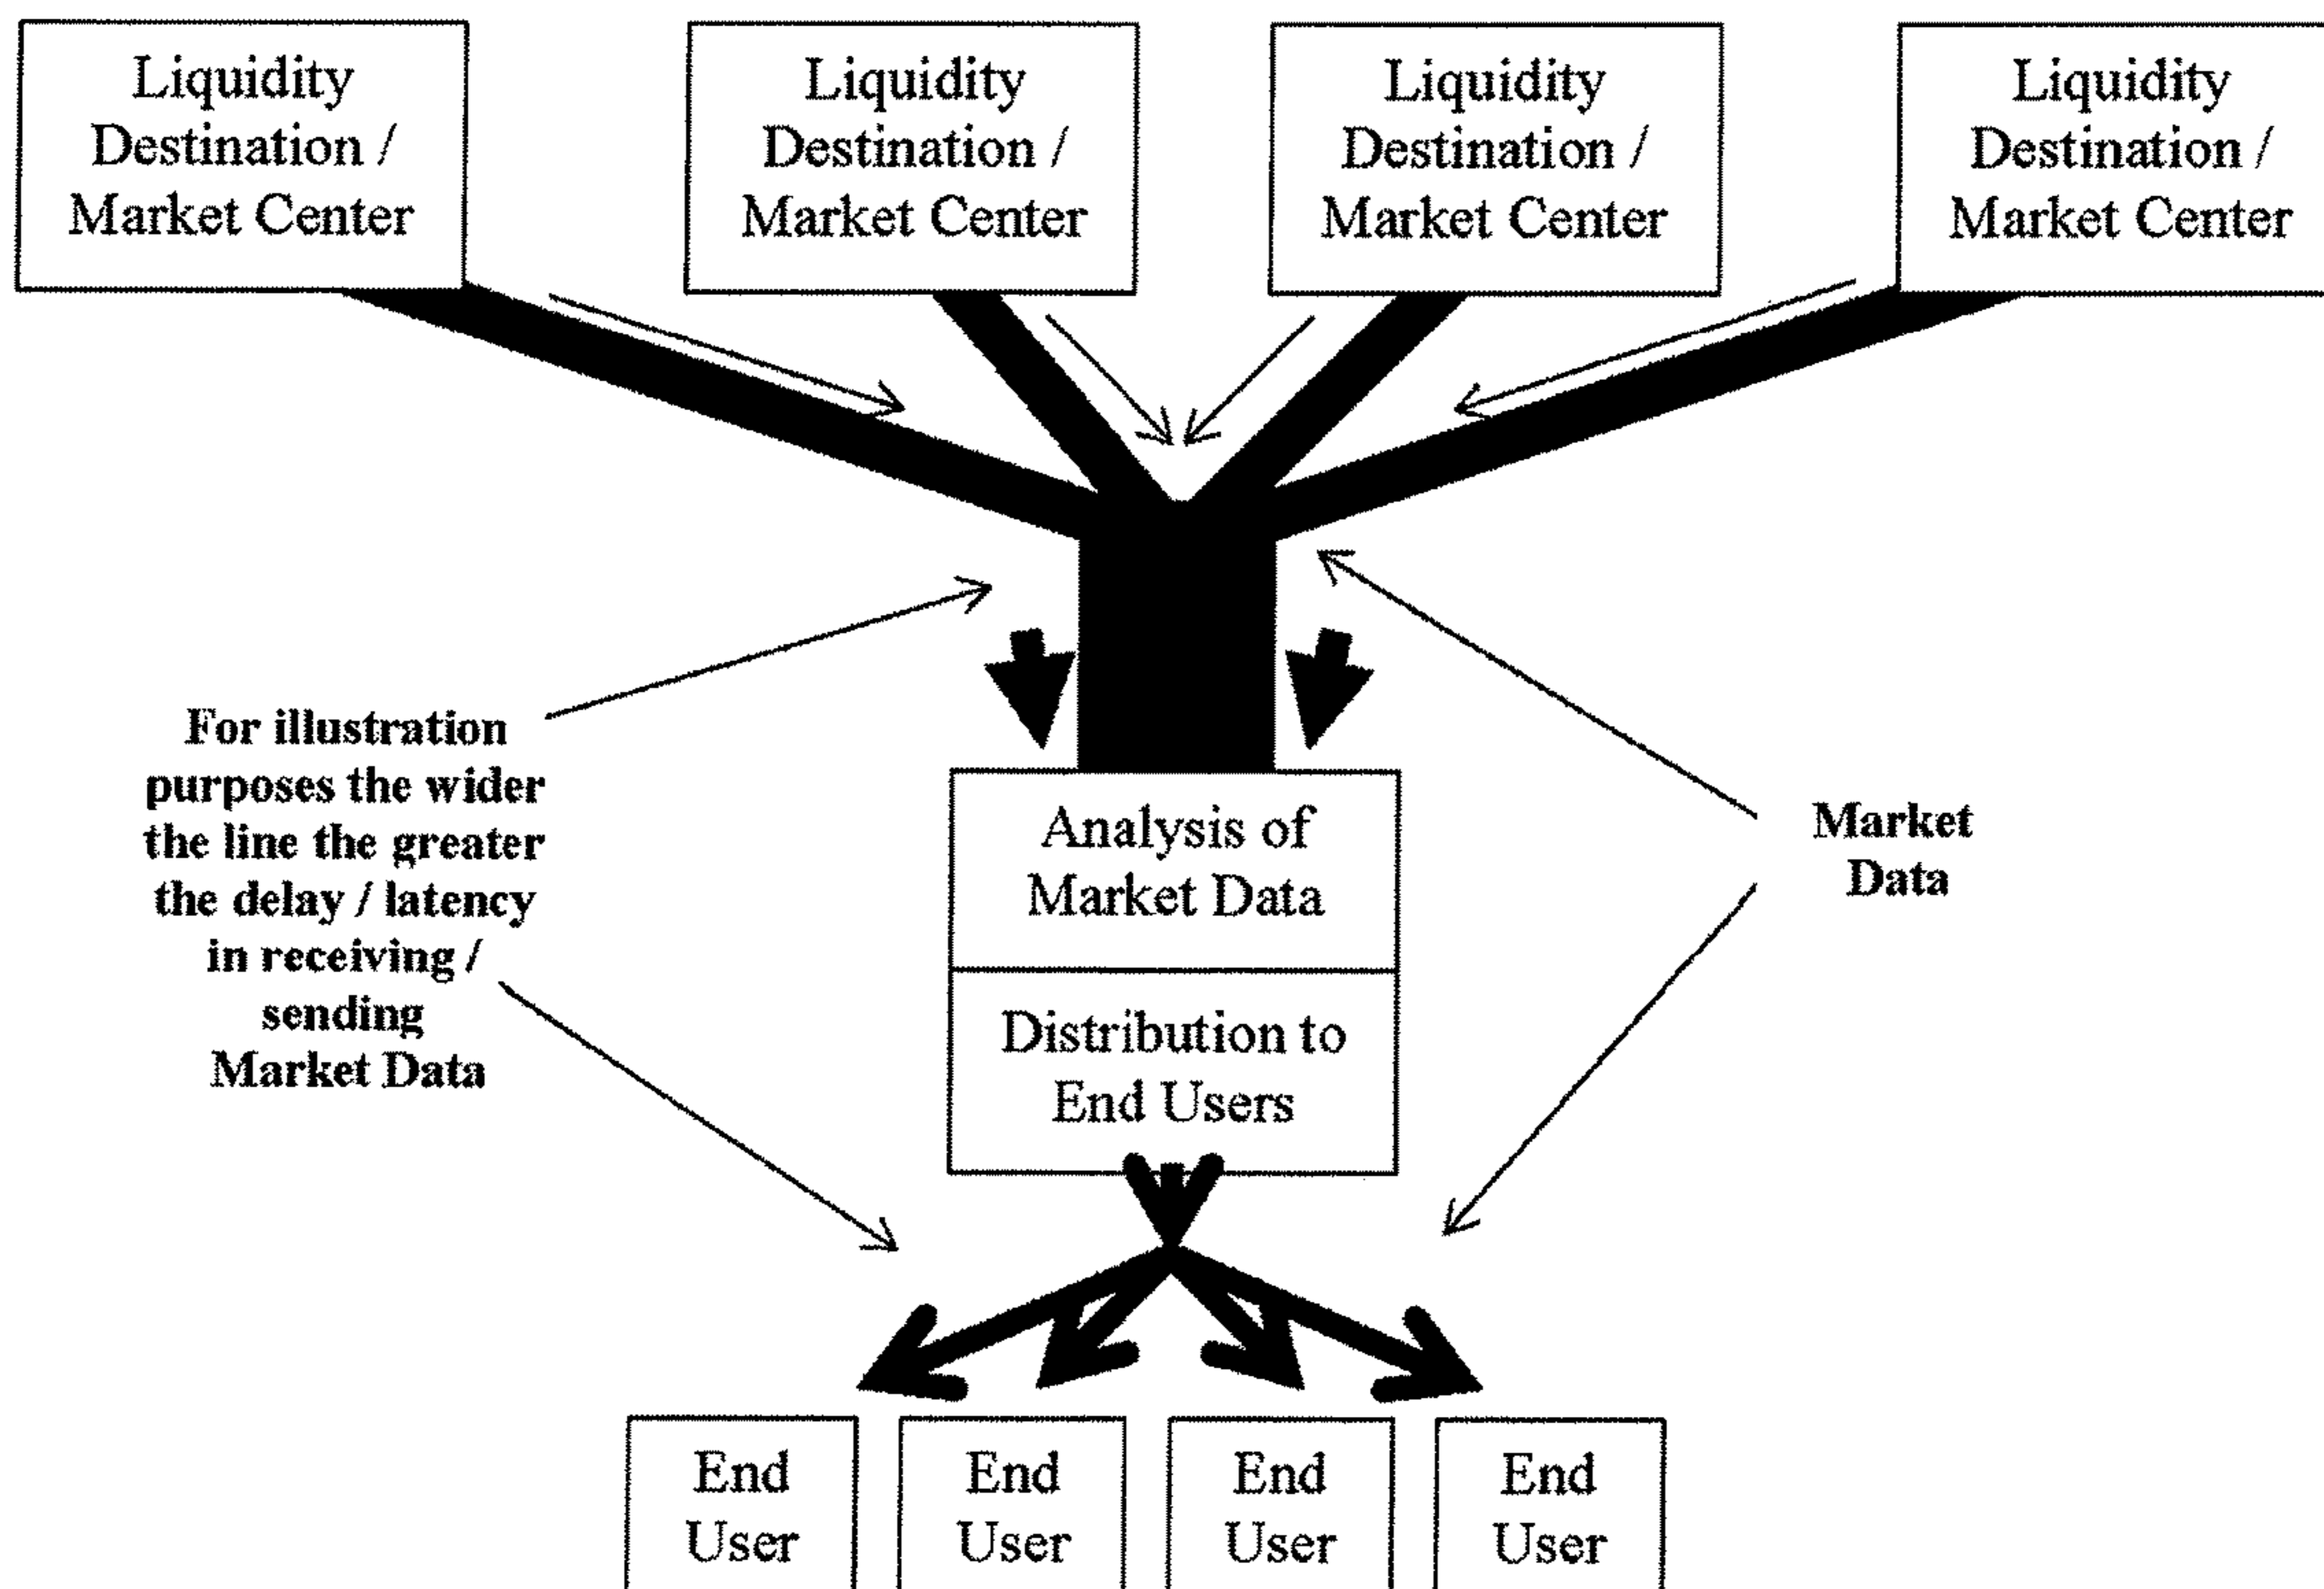 Liquidity
Destination /
Market Center
Liquidity
Destination /
Market Center
Liquidity
Destination /
Market Center
Liquidity
Destination /
Market Center
For illustration
purposes the wider
the line the greater
the delay / latency
in receiving /
sending
Market Data
Analysis of
Market Data
Distribution to
End Users
Market
Data
End
User
End
User
End
User
End
User